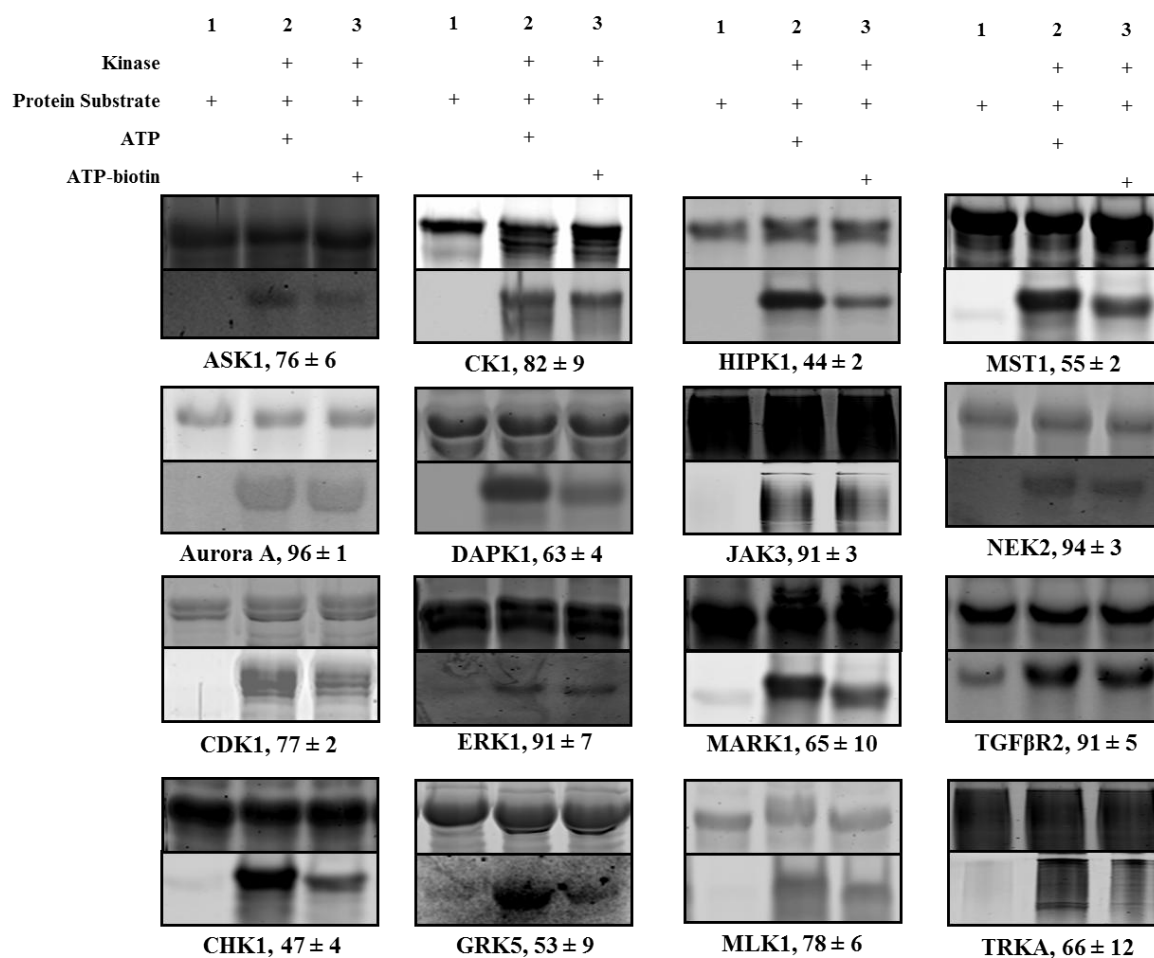 1 2 3 1 2 3 1 2 3 1 2 3
Kinase + + + + + + + +
Protein Substrate + + + + + + + + + + + +
ATP + + + +
ATP-biotin + + + +
ASK1, 76 ± 6 CK1, 82 ± 9 HIPK1, 44 ± 2 MST1, 55 ± 2
Aurora A, 96 ± 1 DAPK1, 63 ± 4 JAK3, 91 ± 3 NEK2, 94 ± 3
CDK1, 77 ± 2 ERK1, 91 ± 7 MARK1, 65 ± 10 TGFβR2, 91 ± 5
CHK1, 47 ± 4 GRK5, 53 ± 9 MLK1, 78 ± 6 TRKA, 66 ± 12